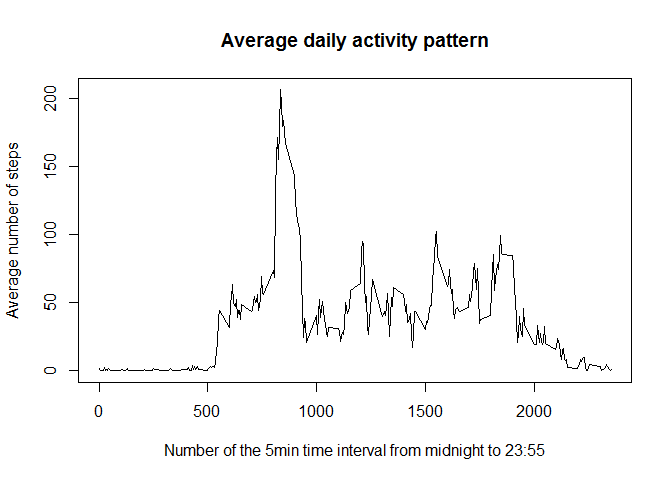 Average daily activity pattern
Average number of steps
200
150
100
50
0
0 500 1000 1500 2000
Number of the 5min time interval from midnight to 23:55